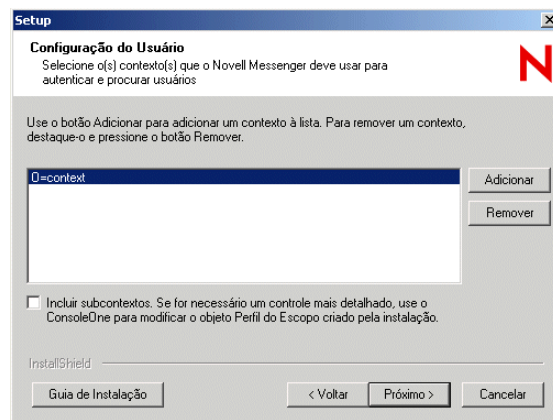 Setup
Configuração do Usuário
Selecione o(s) contexto(s) que o Novell Messenger deve usar para
autenticar e procurar usuários
N
Use o botão Adicionar para adicionar um contexto à lista. Para remover um contexto,
destaque-o e pressione o botão Remover.
O=context
Adicionar
Remover
Incluir subcontextos. Se for necessário um controle mais detalhado, use o
ConsoleOne para modificar o objeto Perfil do Escopo criado pela instalação.
InstallShield
Guia de Instalação
< Voltar
Próximo >
Cancelar